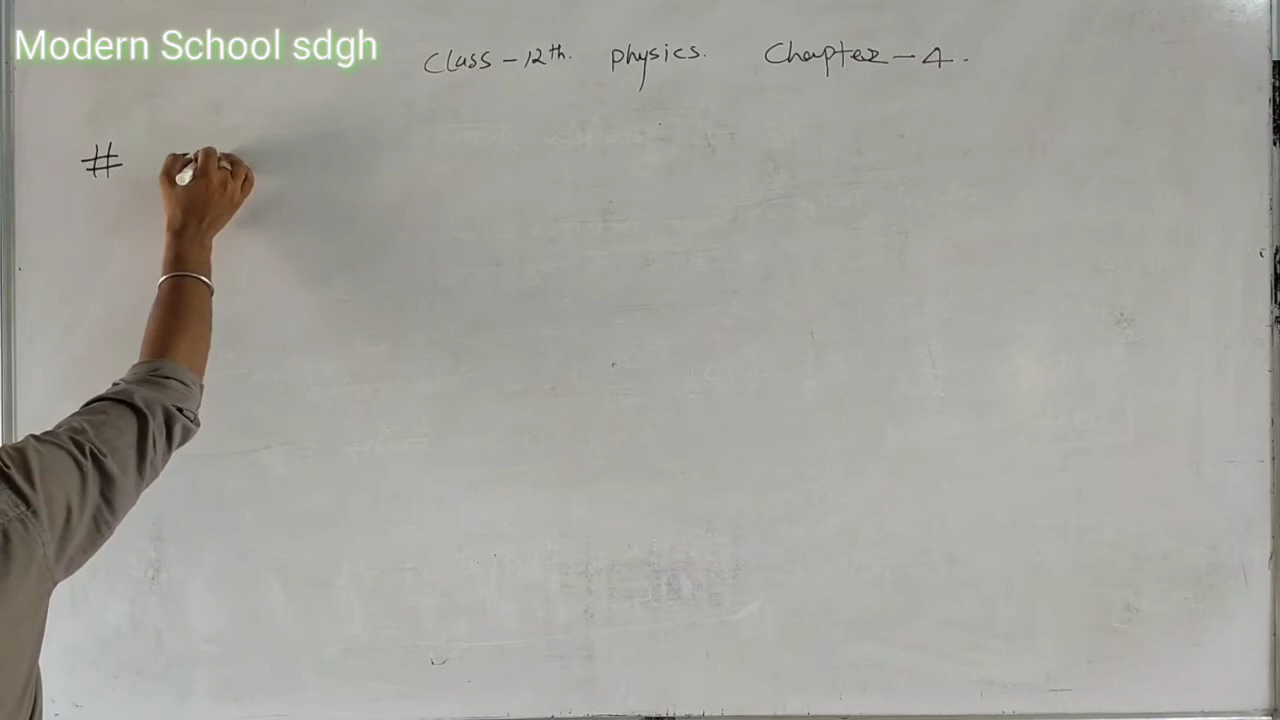 Modern School sdgh
Class - 12th. Physics. Chapter - 4.
#